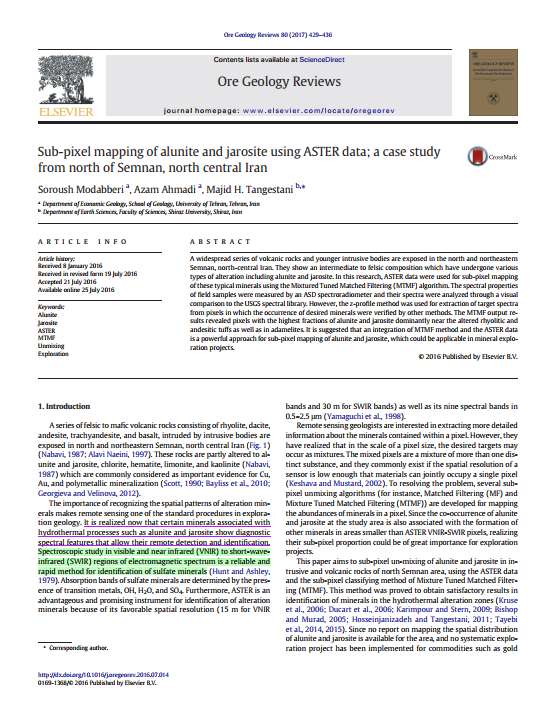 Ore Geology Reviews 80 (2017) 429–436
Contents lists available at ScienceDirect
Ore Geology Reviews
journal homepage: www.elsevier.com/locate/oregeorev
ELSEVIER
Sub-pixel mapping of alunite and jarosite using ASTER data; a case study
from north of Semnan, north central Iran
CrossMark
Soroush Modabberi a, Azam Ahmadi a, Majid H. Tangestani b,*
a Department of Economic Geology, School of Geology, University of Tehran, Tehran, Iran
b Department of Earth Sciences, Faculty of Sciences, Shiraz University, Shiraz, Iran
ARTICLE INFO
Article history:
Received 8 January 2016
Received in revised form 19 July 2016
Accepted 21 July 2016
Available online 25 July 2016
Keywords:
Alunite
Jarosite
ASTER
MTMF
Unmixing
Exploration
ABSTRACT
A widespread series of volcanic rocks and younger intrusive bodies are exposed in the north and northeastern
Semnan, north-central Iran. They show an intermediate to felsic composition which have undergone various
types of alteration including alunite and jarosite. In this research, ASTER data were used for sub-pixel mapping
of these typical minerals using the Mixtured Tuned Matched Filtering (MTMF) algorithm. The spectral properties
of field samples were measured by an ASD spectroradiometer and their spectra were analyzed through a visual
comparison to the USGS spectral library. However, the z-profile method was used for extraction of target spectra
from pixels in which the occurrence of desired minerals were verified by other methods. The MTMF output re-
sults revealed pixels with the highest fractions of alunite and jarosite dominantly near the altered rhyolitic and
andesitic tuffs as well as in adamelites. It is suggested that an integration of MTMF method and the ASTER data
is a powerful approach for sub-pixel mapping of alunite and jarosite, which could be applicable in mineral explo-
ration projects.
© 2016 Published by Elsevier B.V.
1. Introduction
A series of felsic to mafic volcanic rocks consisting of rhyolite, dacite,
andesite, trachyandesite, and basalt, intruded by intrusive bodies are
exposed in north and northeastern Semnan, north central Iran (Fig. 1)
(Nabavi, 1987; Alavi Naeini, 1997). These rocks are partly altered to al-
unite and jarosite, chlorite, hematite, limonite, and kaolinite (Nabavi,
1987) which are commonly considered as important evidence for Cu,
Au, and polymetallic mineralization (Scott, 1990; Bayliss et al., 2010;
Georgieva and Velinova, 2012).
The importance of recognizing the spatial patterns of alteration min-
erals makes remote sensing one of the standard procedures in explora-
tion geology. It is realized now that certain minerals associated with
hydrothermal processes such as alunite and jarosite show diagnostic
spectral features that allow their remote detection and identification.
Spectroscopic study in visible and near infrared (VNIR) to short-wave-
infrared (SWIR) regions of electromagnetic spectrum is a reliable and
rapid method for identification of sulfate minerals (Hunt and Ashley,
1979). Absorption bands of sulfate minerals are determined by the pres-
ence of transition metals, OH, H2O, and SO4. Furthermore, ASTER is an
advantageous and promising instrument for identification of alteration
minerals because of its favorable spatial resolution (15 m for VNIR
bands and 30 m for SWIR bands) as well as its nine spectral bands in
0.5–2.5 μm (Yamaguchi et al., 1998).
Remote sensing geologists are interested in extracting more detailed
information about the minerals contained within a pixel. However, they
have realized that in the scale of a pixel size, the desired targets may
occur as mixtures. The mixed pixels are a mixture of more than one dis-
tinct substance, and they commonly exist if the spatial resolution of a
sensor is low enough that materials can jointly occupy a single pixel
(Keshava and Mustard, 2002). To resolving, the problem, several sub-
pixel unmixing algorithms (for instance, Matched Filtering (MF) and
Mixture Tuned Matched Filtering (MTMF)) are developed for mapping
the abundances of minerals in a pixel. Since the co-occurrence of alunite
and jarosite at the study area is also associated with the formation of
other minerals in areas smaller than ASTER VNIR-SWIR pixels, realizing
their sub-pixel proportion could be of great importance for exploration
projects.
This paper aims to sub-pixel un-mixing of alunite and jarosite in in-
trusive and volcanic rocks of north Semnan area, using the ASTER data
and the sub-pixel classifying method of Mixture Tuned Matched Filter-
ing (MTMF). This method was proved to obtain satisfactory results in
identification of minerals in the hydrothermal alteration zones (Kruse
et al., 2006; Ducart et al., 2006; Karimpour and Stern, 2009; Bishop
and Murad, 2005; Hosseinjanizadeh and Tangestani, 2011; Tayebi
et al., 2014, 2015). Since no report on mapping the spatial distribution
of alunite and jarosite is available for the area, and no systematic explo-
ration project has been implemented for commodities such as gold
* Corresponding author.
http://dx.doi.org/10.1016/j.oregeorev.2016.07.014
0169-1368/© 2016 Published by Elsevier B.V.